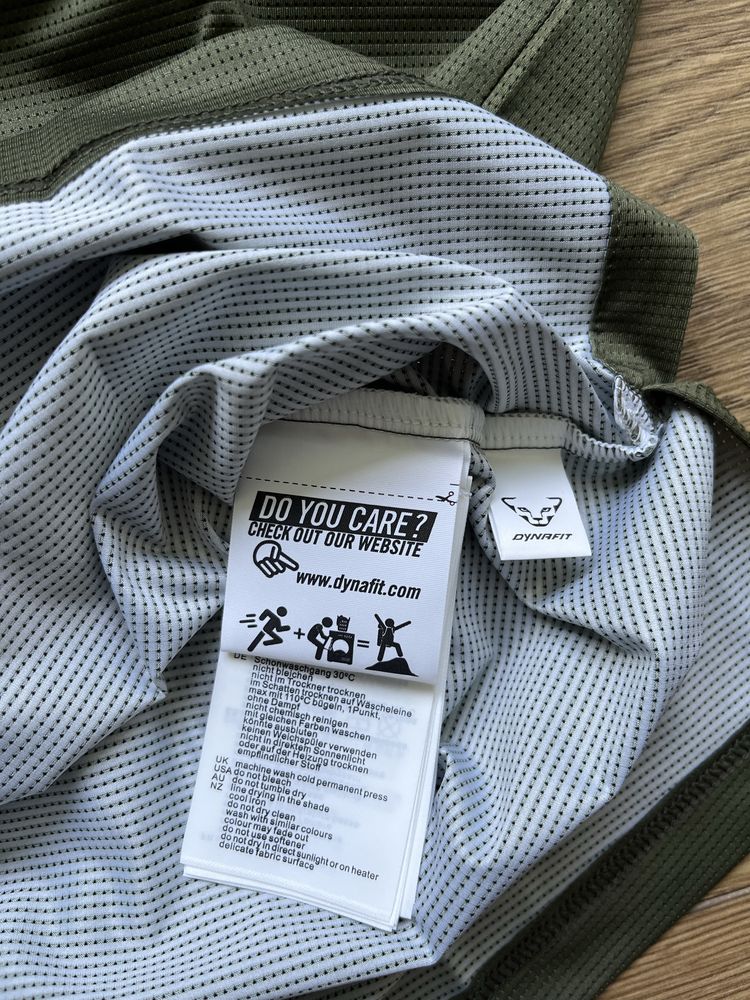 DO YOU CARE?
CHECK OUT OUR WEBSITE
www.dynafit.com
+ =
DYNAFIT
DE Schonwaschgang 30°C
nicht bleichen
nicht im Trockner trocknen
im Schatten trocknen auf Wäscheleine
max mit 110°C bügeln, 1Punkt,
ohne Dampf
nicht chemisch reinigen
mit gleichen Farben waschen
könnte ausbluten
keinen Weichspüler verwenden
nicht in direktem Sonnenlicht
oder auf der Heizung trocknen
empfindlicher Stoff
UK machine wash cold permanent press
USA do not bleach
AU do not tumble dry
NZ line drying in the shade
cool iron
do not dry clean
wash with similar colours
colour may fade out
do not use softener
do not dry in direct sunlight or on heater
delicate fabric surface